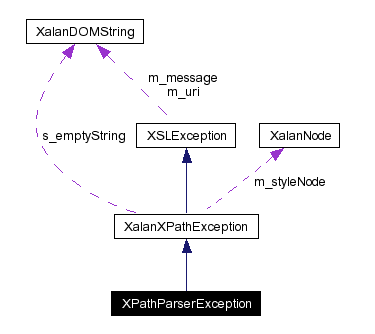 XalanDOMString
m_message
m_uri
s_emptyString
XSLException
XalanNode
m_styleNode
XalanXPathException
XPathParserException